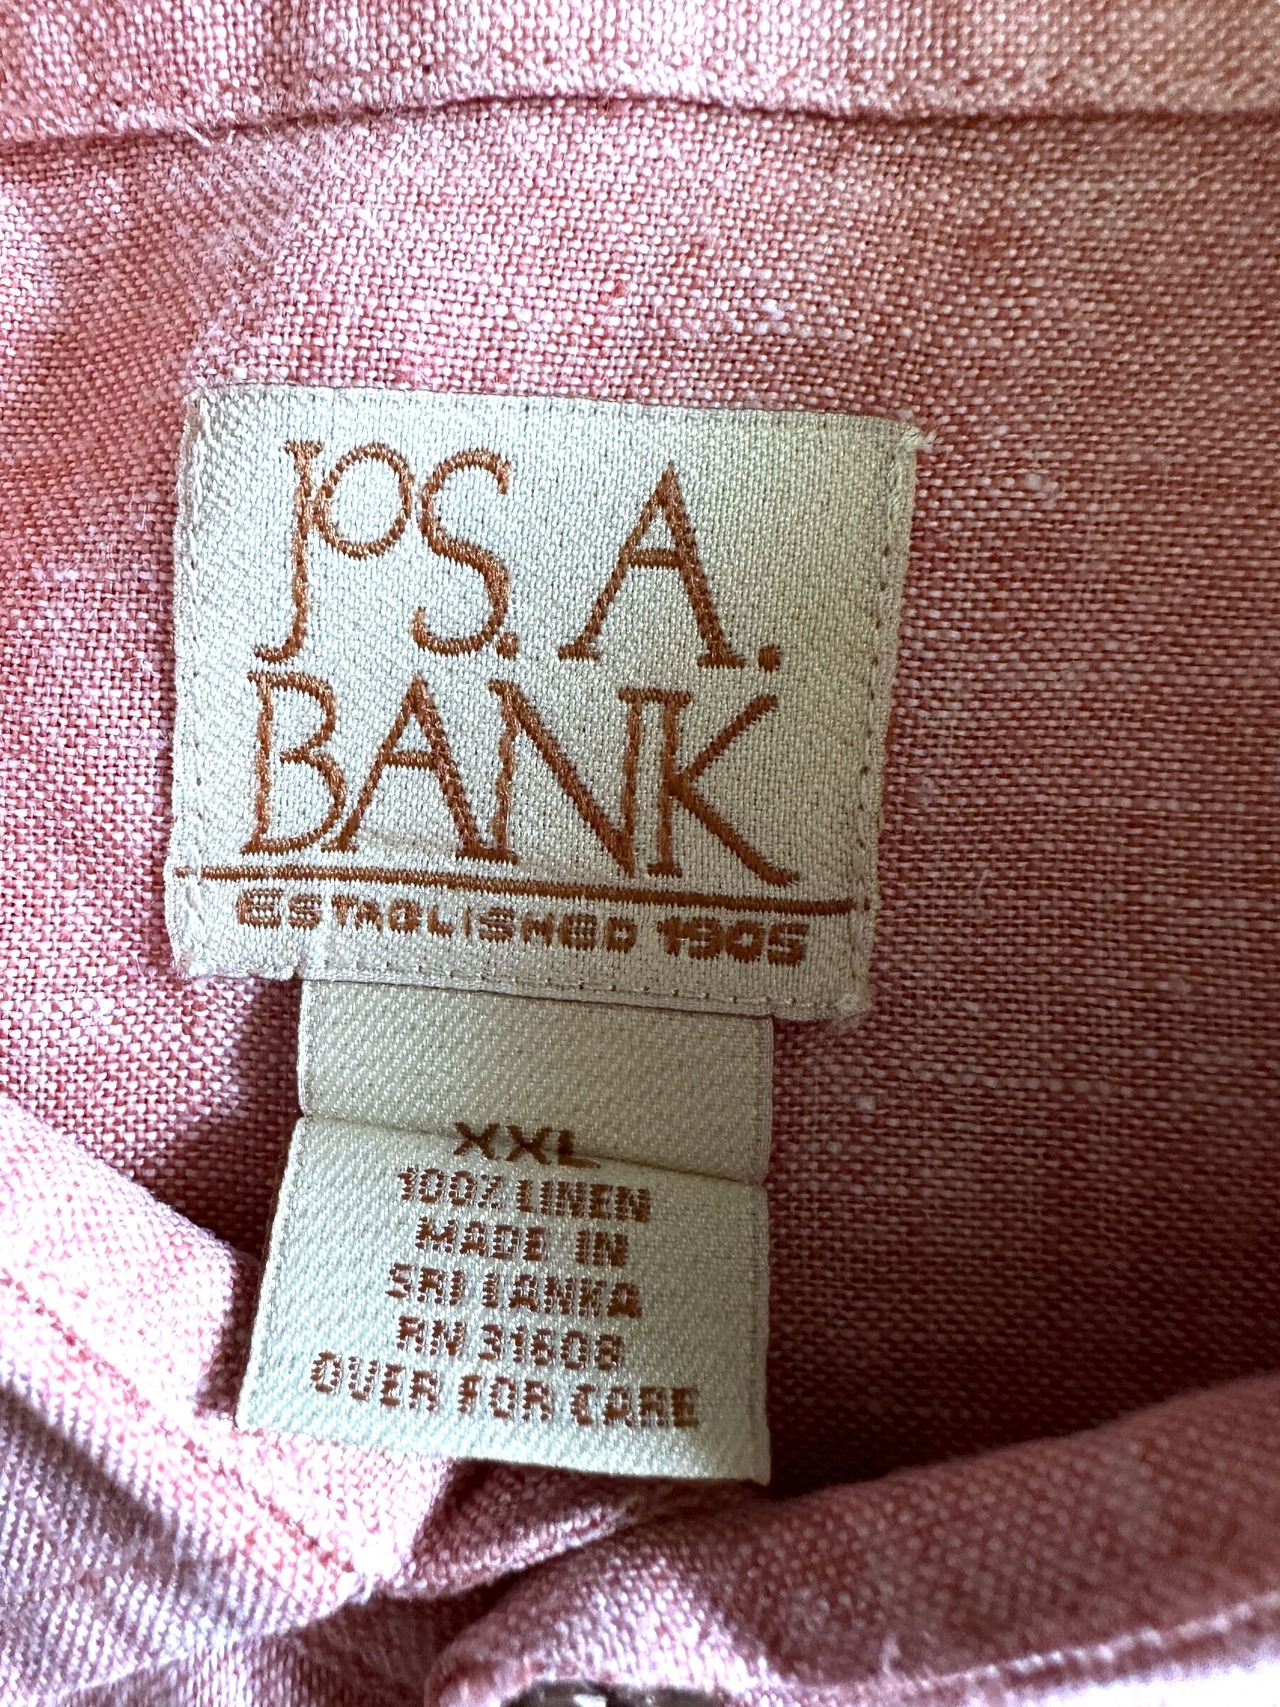 JOS. A.
BANK
ESTABLISHED 1905
XXL
100% LINEN
MADE IN
SRI LANKA
RN 31608
OVER FOR CARE